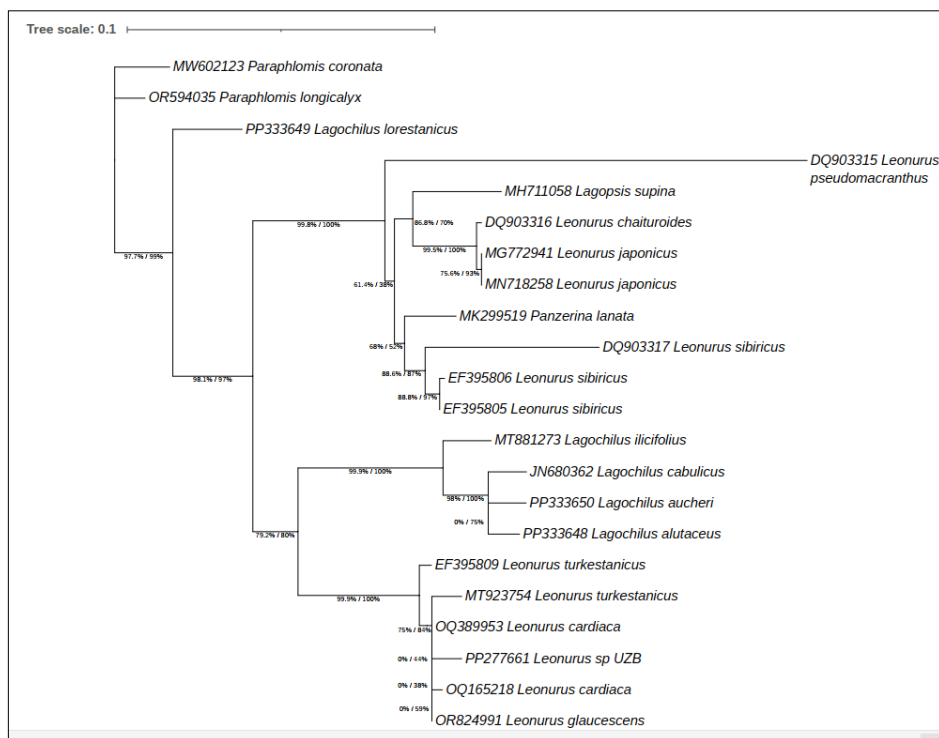 Tree scale: 0.1
MW602123 Paraphlomis coronata
OR594035 Paraphlomis longicalyx
PP333649 Lagochilus lorestanicus
DQ903315 Leonurus
pseudomacranthus
MH711058 Lagopsis supina
86.8% / 70%
DQ903316 Leonurus chaituroides
99.8% / 100%
99.5% / 100%
MG772941 Leonurus japonicus
97.7% / 99%
75.6% / 93%
MN718258 Leonurus japonicus
61.4% / 38%
MK299519 Panzerina lanata
68% / 52%
DQ903317 Leonurus sibiricus
88.6% / 87%
98.1% / 97%
EF395806 Leonurus sibiricus
88.8% / 97%
EF395805 Leonurus sibiricus
MT881273 Lagochilus ilicifolius
99.9% / 100%
JN680362 Lagochilus cabulicus
98% / 100%
PP333650 Lagochilus aucheri
0% / 75%
79.2% / 80%
PP333648 Lagochilus alutaceus
EF395809 Leonurus turkestanicus
99.9% / 100%
MT923754 Leonurus turkestanicus
75% / 84%
OQ389953 Leonurus cardiaca
0% / 44%
PP277661 Leonurus sp UZB
0% / 38%
OQ165218 Leonurus cardiaca
0% / 59%
OR824991 Leonurus glaucescens